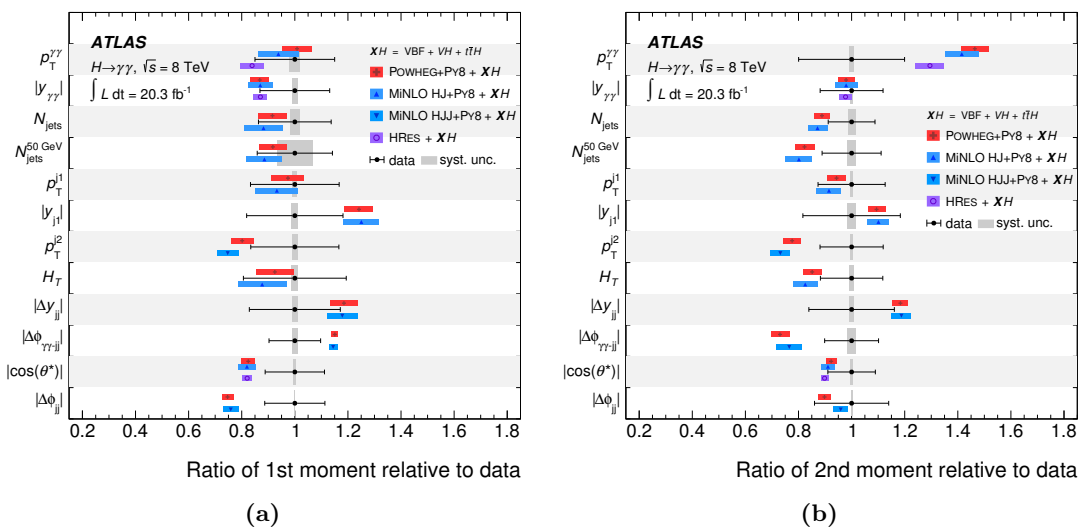 ATLAS
H→γγ, √s = 8 TeV
∫ L dt = 20.3 fb⁻¹
XH = VBF + VH + tt̄H
POWHEG+PY8 + XH
MiNLO HJ+PY8 + XH
MiNLO HJJ+PY8 + XH
HRES + XH
data syst. unc.
p_T^γγ
|y_γγ|
N_jets
N_jets^50 GeV
p_T^j1
|y_j1|
p_T^j2
H_T
|Δy_jj|
|Δϕ_γγ-jj|
|cos(θ*)|
|Δϕ_jj|
0.2 0.4 0.6 0.8 1 1.2 1.4 1.6 1.8
Ratio of 1st moment relative to data
(a)
ATLAS
H→γγ, √s = 8 TeV
∫ L dt = 20.3 fb⁻¹
XH = VBF + VH + tt̄H
POWHEG+PY8 + XH
MiNLO HJ+PY8 + XH
MiNLO HJJ+PY8 + XH
HRES + XH
data syst. unc.
p_T^γγ
|y_γγ|
N_jets
N_jets^50 GeV
p_T^j1
|y_j1|
p_T^j2
H_T
|Δy_jj|
|Δϕ_γγ-jj|
|cos(θ*)|
|Δϕ_jj|
0.2 0.4 0.6 0.8 1 1.2 1.4 1.6 1.8
Ratio of 2nd moment relative to data
(b)